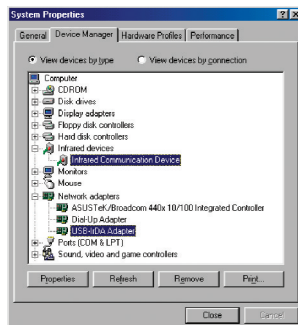 System Properties
General Device Manager Hardware Profiles Performance
View devices by type View devices by connection
Computer
CDROM
Disk drives
Display adapters
Floppy disk controllers
Hard disk controllers
Infrared devices
Infrared Communication Device
Monitors
Mouse
Network adapters
ASUSTeK/Broadcom 440x 10/100 Integrated Controller
Dial-Up Adapter
USB-IrDA Adapter
Ports (COM & LPT)
Sound, video and game controllers
Properties Refresh Remove Print...
Close Cancel